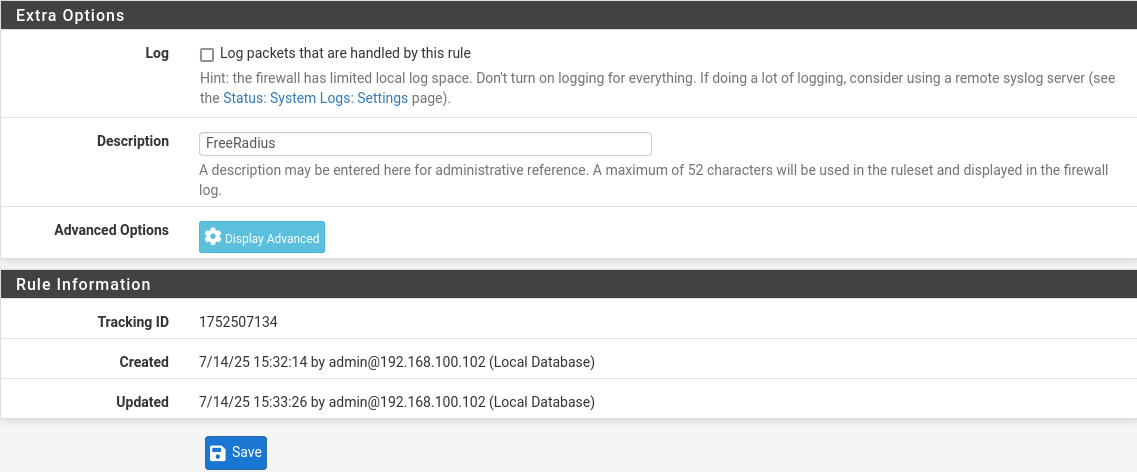 Extra Options
Log
Log packets that are handled by this rule
Hint: the firewall has limited local log space. Don't turn on logging for everything. If doing a lot of logging, consider using a remote syslog server (see
the Status: System Logs: Settings page).
Description
FreeRadius
A description may be entered here for administrative reference. A maximum of 52 characters will be used in the ruleset and displayed in the firewall
log.
Advanced Options
Display Advanced
Rule Information
Tracking ID
1752507134
Created
7/14/25 15:32:14 by admin@192.168.100.102 (Local Database)
Updated
7/14/25 15:33:26 by admin@192.168.100.102 (Local Database)
Save